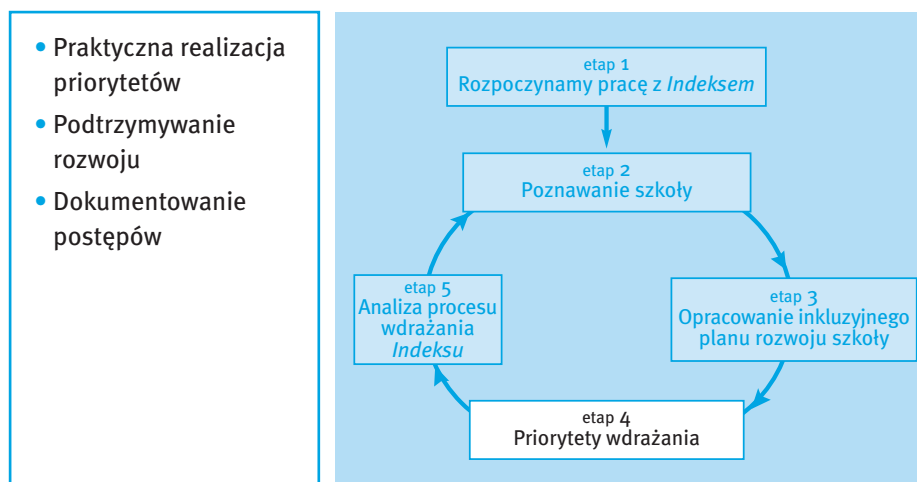 • Praktyczna realizacja
priorytetów
• Podtrzymywanie
rozwoju
• Dokumentowanie
postępów
etap 1
Rozpoczynamy pracę z Indeksem
etap 2
Poznawanie szkoły
etap 3
Opracowanie inkluzyjnego
planu rozwoju szkoły
etap 4
Priorytety wdrażania
etap 5
Analiza procesu
wdrażania
Indeksu